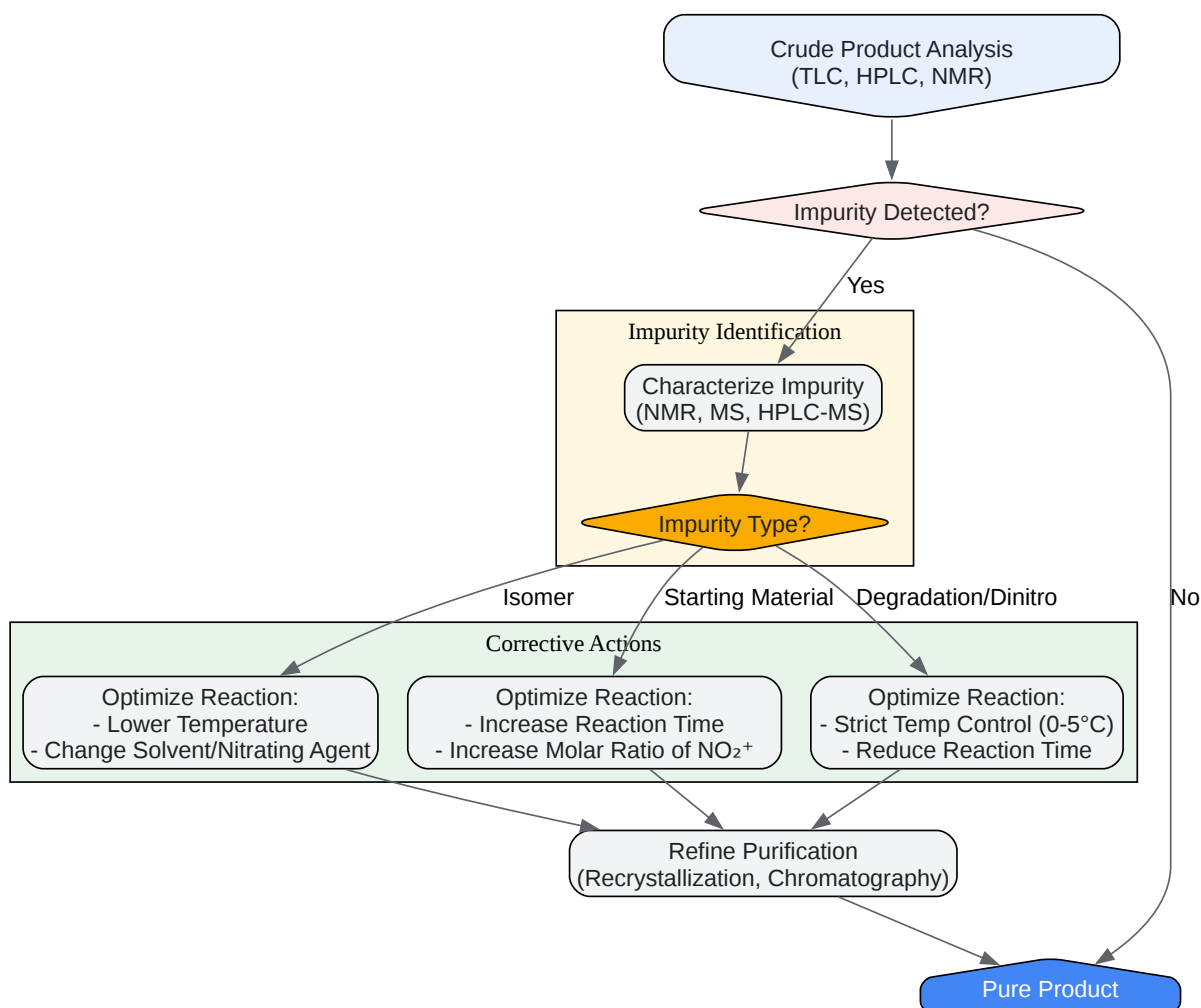 Crude Product Analysis
(TLC, HPLC, NMR)
Impurity Detected?
Yes
Impurity Identification
Characterize Impurity
(NMR, MS, HPLC-MS)
Impurity Type?
Isomer
Starting Material
Degradation/Dinitro
No
Corrective Actions
Optimize Reaction:
- Lower Temperature
- Change Solvent/Nitrating Agent
Optimize Reaction:
- Increase Reaction Time
- Increase Molar Ratio of NO₂⁺
Optimize Reaction:
- Strict Temp Control (0-5°C)
- Reduce Reaction Time
Refine Purification
(Recrystallization, Chromatography)
Pure Product